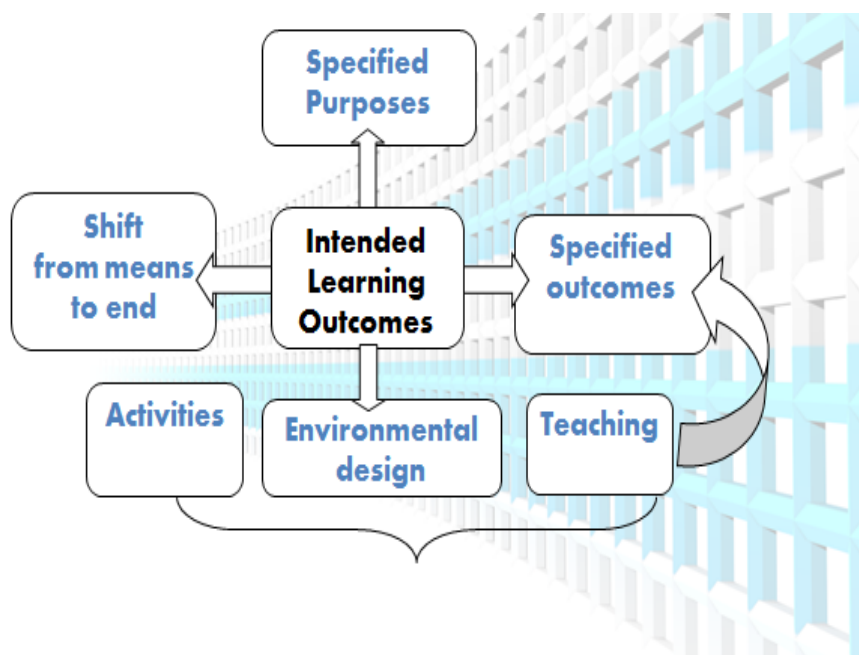 Specified
Purposes
Shift
from means
to end
Intended
Learning
Outcomes
Specified
outcomes
Activities
Environmental
design
Teaching